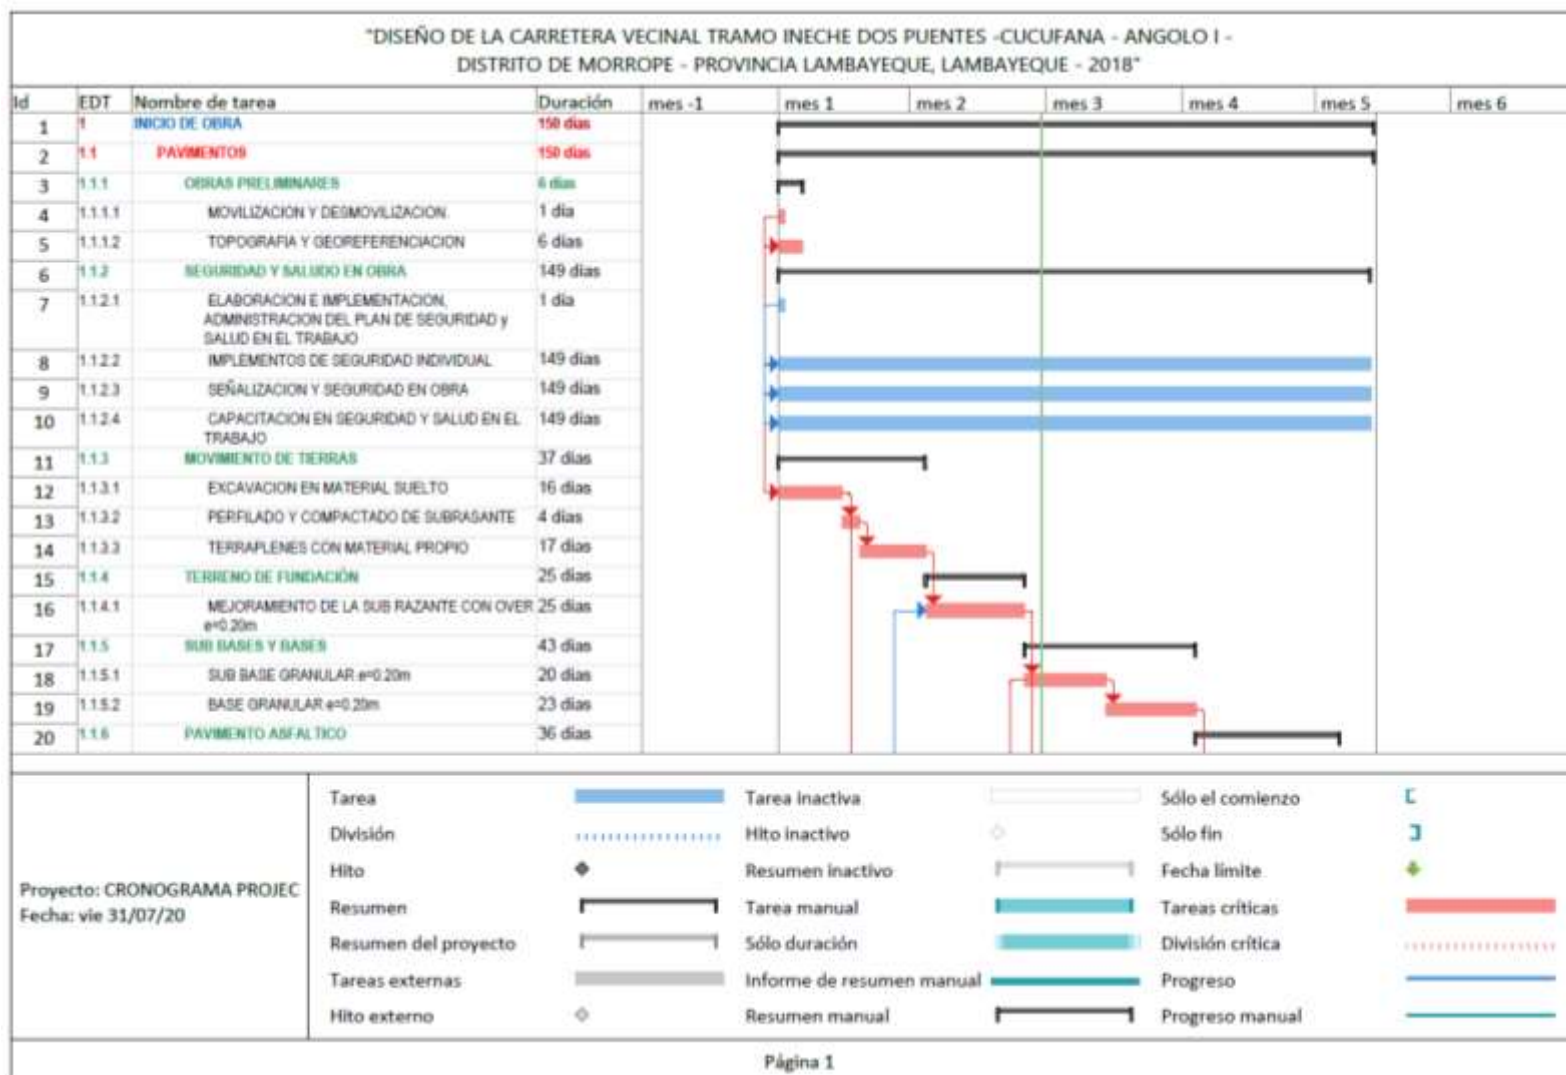 "DISEÑO DE LA CARRETERA VECINAL TRAMO INECHE DOS PUENTES -CUCUFANA - ANGOLO I -
DISTRITO DE MORROPE - PROVINCIA LAMBAYEQUE, LAMBAYEQUE - 2018"
Id EDT Nombre de tarea Duración mes -1 mes 1 mes 2 mes 3 mes 4 mes 5 mes 6
1 1 INICIO DE OBRA 150 días
2 1.1 PAVIMENTOS 150 días
3 1.1.1 OBRAS PRELIMINARES 6 días
4 1.1.1.1 MOVILIZACION Y DESMOVILIZACION. 1 día
5 1.1.1.2 TOPOGRAFIA Y GEOREFERENCIACION 6 días
6 1.1.2 SEGURIDAD Y SALUDO EN OBRA 149 días
7 1.1.2.1 ELABORACION E IMPLEMENTACION, 1 día
ADMINISTRACION DEL PLAN DE SEGURIDAD y
SALUD EN EL TRABAJO
8 1.1.2.2 IMPLEMENTOS DE SEGURIDAD INDIVIDUAL 149 días
9 1.1.2.3 SEÑALIZACION Y SEGURIDAD EN OBRA 149 días
10 1.1.2.4 CAPACITACION EN SEGURIDAD Y SALUD EN EL 149 días
TRABAJO
11 1.1.3 MOVIMIENTO DE TIERRAS 37 días
12 1.1.3.1 EXCAVACION EN MATERIAL SUELTO 16 días
13 1.1.3.2 PERFILADO Y COMPACTADO DE SUBRASANTE 4 días
14 1.1.3.3 TERRAPLENES CON MATERIAL PROPIO 17 días
15 1.1.4 TERRENO DE FUNDACIÓN 25 días
16 1.1.4.1 MEJORAMIENTO DE LA SUB RAZANTE CON OVER 25 días
e=0.20m
17 1.1.5 SUB BASES Y BASES 43 días
18 1.1.5.1 SUB BASE GRANULAR e=0.20m 20 días
19 1.1.5.2 BASE GRANULAR e=0.20m 23 días
20 1.1.6 PAVIMENTO ASFALTICO 36 días
Proyecto: CRONOGRAMA PROJEC
Fecha: vie 31/07/20
Tarea Tarea inactiva Sólo el comienzo
División Hito inactivo Sólo fin
Hito Resumen inactivo Fecha límite
Resumen Tarea manual Tareas críticas
Resumen del proyecto Sólo duración División crítica
Tareas externas Informe de resumen manual Progreso
Hito externo Resumen manual Progreso manual
Página 1